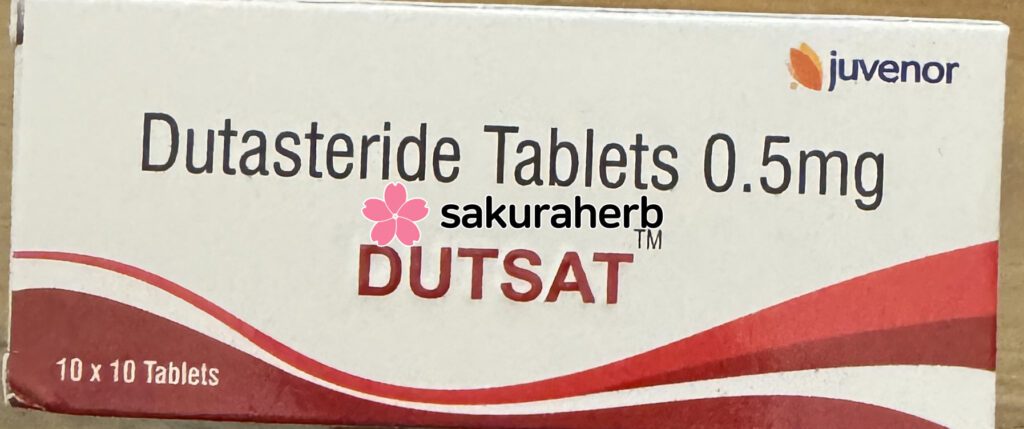 juvenor
Dutasteride Tablets 0.5mg
sakuraherb
DUTSAT™
10 x 10 Tablets